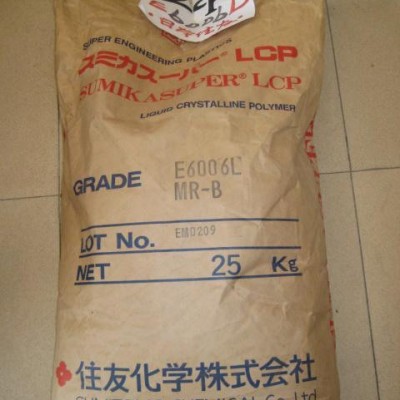 SUPER ENGINEERING PLASTICS
スミカスーパー® LCP
SUMIKASUPER® LCP
LIQUID CRYSTALLINE POLYMER
GRADE E6006L
MR-B
LOT No. EM0209
NET 25 Kg
住友化学株式会社